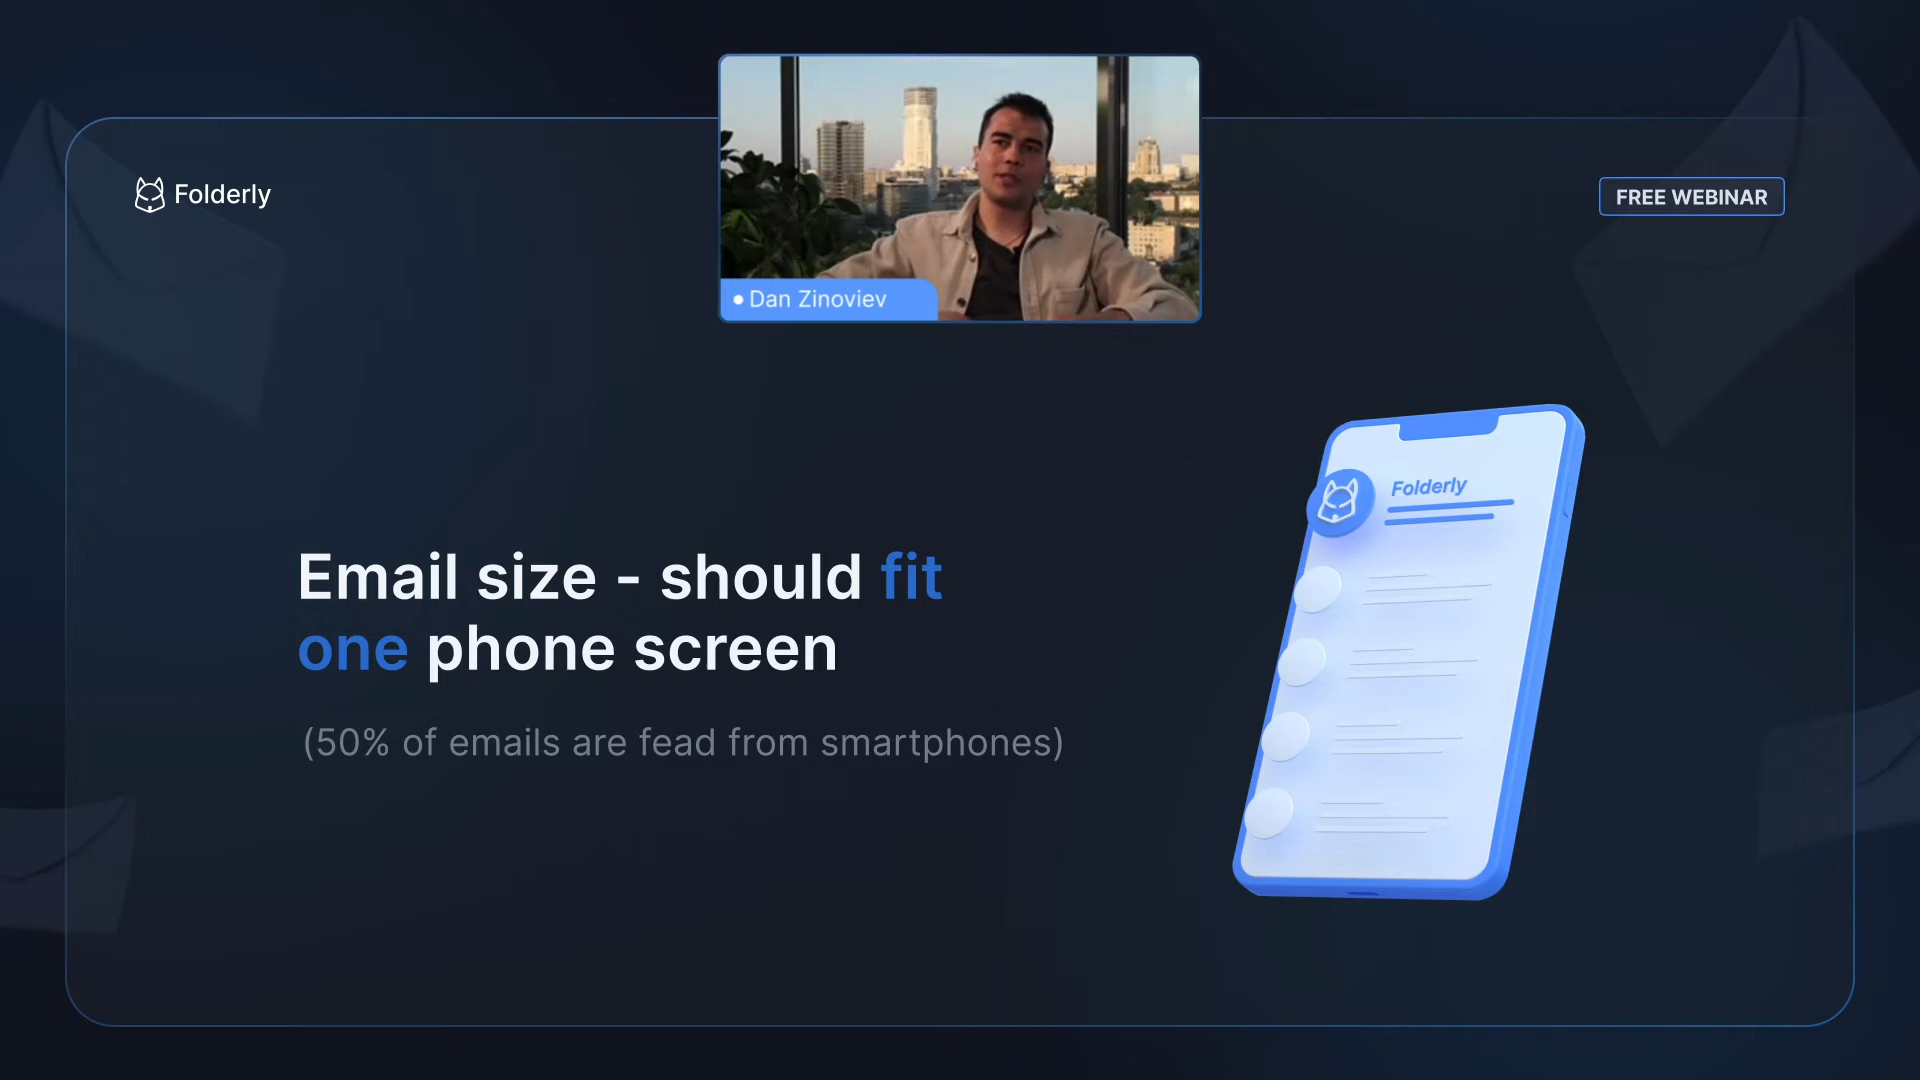 Dan Zinoviev
Folderly
FREE WEBINAR
Folderly
Email size - should fit
one phone screen
(50% of emails are fead from smartphones)